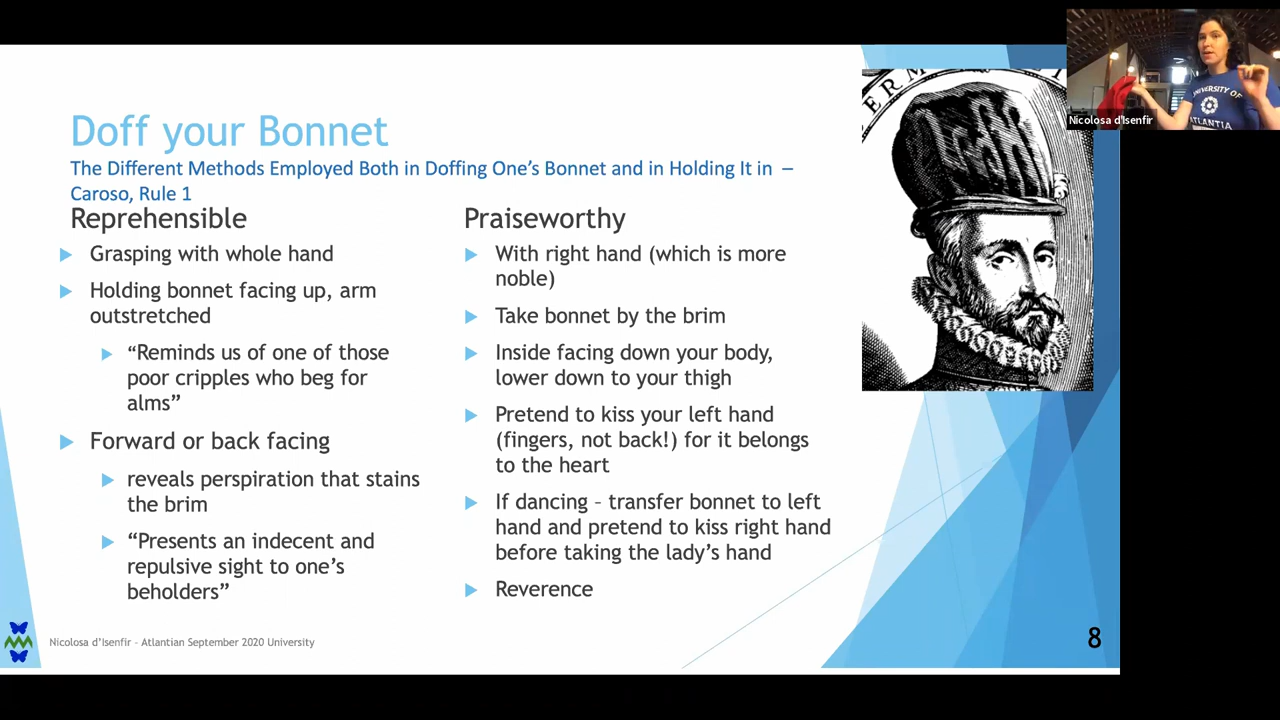 Doff your Bonnet
The Different Methods Employed Both in Doffing One's Bonnet and in Holding It in –
Caroso, Rule 1
Reprehensible
Grasping with whole hand
Holding bonnet facing up, arm
outstretched
“Reminds us of one of those
poor cripples who beg for
alms”
Forward or back facing
reveals perspiration that stains
the brim
“Presents an indecent and
repulsive sight to one’s
beholders”
Praiseworthy
With right hand (which is more
noble)
Take bonnet by the brim
Inside facing down your body,
lower down to your thigh
Pretend to kiss your left hand
(fingers, not back!) for it belongs
to the heart
If dancing – transfer bonnet to left
hand and pretend to kiss right hand
before taking the lady’s hand
Reverence
ERM
Nicolosa d’Isenfir – Atlantian September 2020 University
8
UNIVERSITY OF
ATLANTIA
Nicolosa d'Isenfir